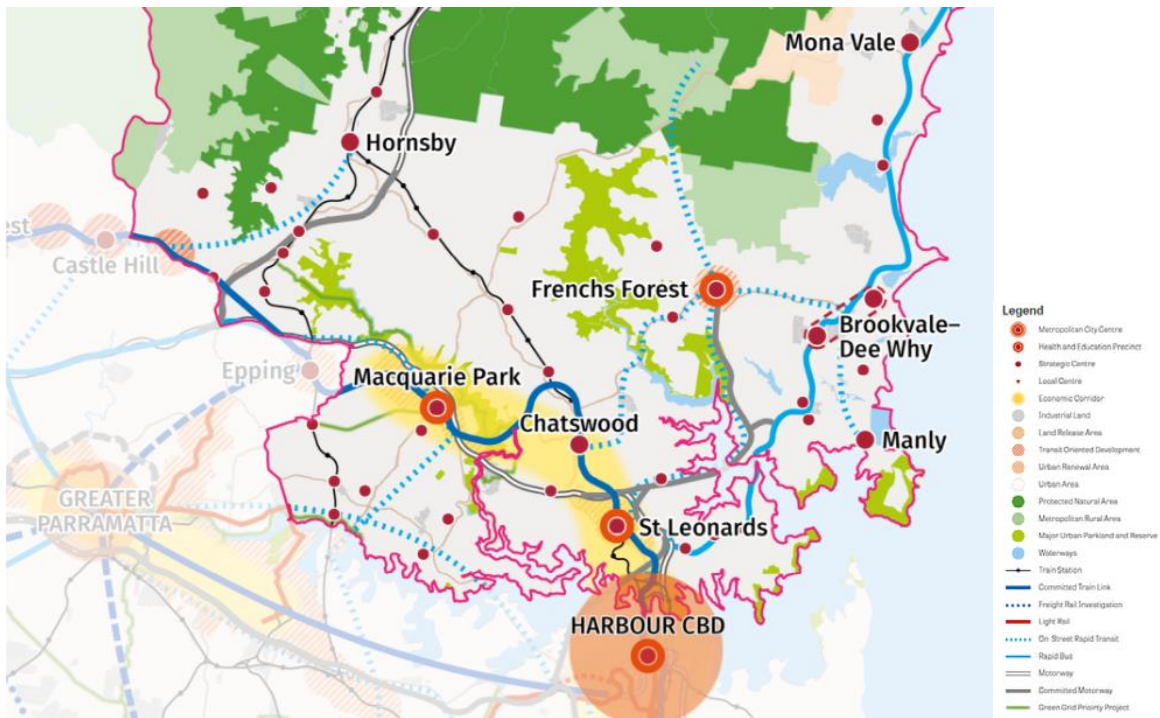 Mona Vale
Hornsby
est
Castle Hill
Frenchs Forest
Brookvale–
Dee Why
Epping
Macquarie Park
Chatswood
Manly
GREATER
PARRAMATTA
St Leonards
HARBOUR CBD
Legend
Metropolitan City Centre
Health and Education Precinct
Strategic Centre
Local Centre
Economic Corridor
Industrial Land
Land Release Area
Transit Oriented Development
Urban Renewal Area
Urban Area
Protected Natural Area
Metropolitan Rural Area
Major Urban Parkland and Reserve
Waterways
Train Station
Committed Train Link
Freight Rail Investigation
Light Rail
On Street Rapid Transit
Rapid Bus
Motorway
Committed Motorway
Green Grid Priority Project